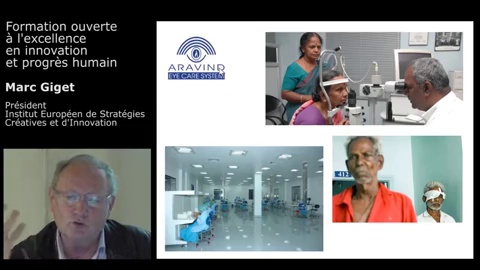 Formation ouverte
à l'excellence
en innovation
et progrès humain
Marc Giget
Président
Institut Européen de Stratégies
Créatives et d'Innovation
ARAVIND
EYE CARE SYSTEM
412